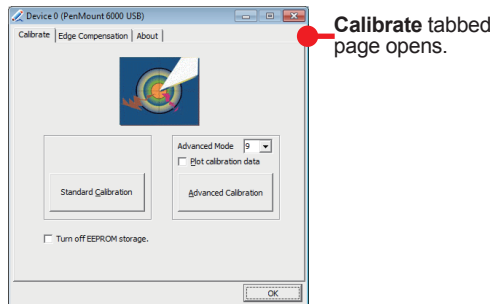 Device 0 (PenMount 6000 USB)
Calibrate Edge Compensation About
Calibrate tabbed
page opens.
Advanced Mode 9
Plot calibration data
Standard Calibration Advanced Calibration
Turn off EEPROM storage.
OK